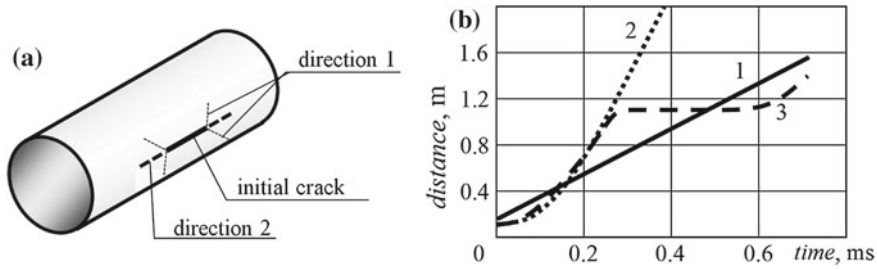 (a)
direction 1
initial crack
direction 2
(b)
distance, m
1.6
1.2
0.8
0.4
0
0.2
0.4
0.6
time, ms
2
1
3